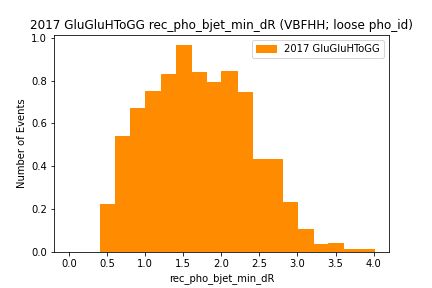 2017 GluGluHToGG rec_pho_bjet_min_dR (VBFHH; loose pho_id)
2017 GluGluHToGG
Number of Events
1.0
0.8
0.6
0.4
0.2
0.0
0.0 0.5 1.0 1.5 2.0 2.5 3.0 3.5 4.0
rec_pho_bjet_min_dR